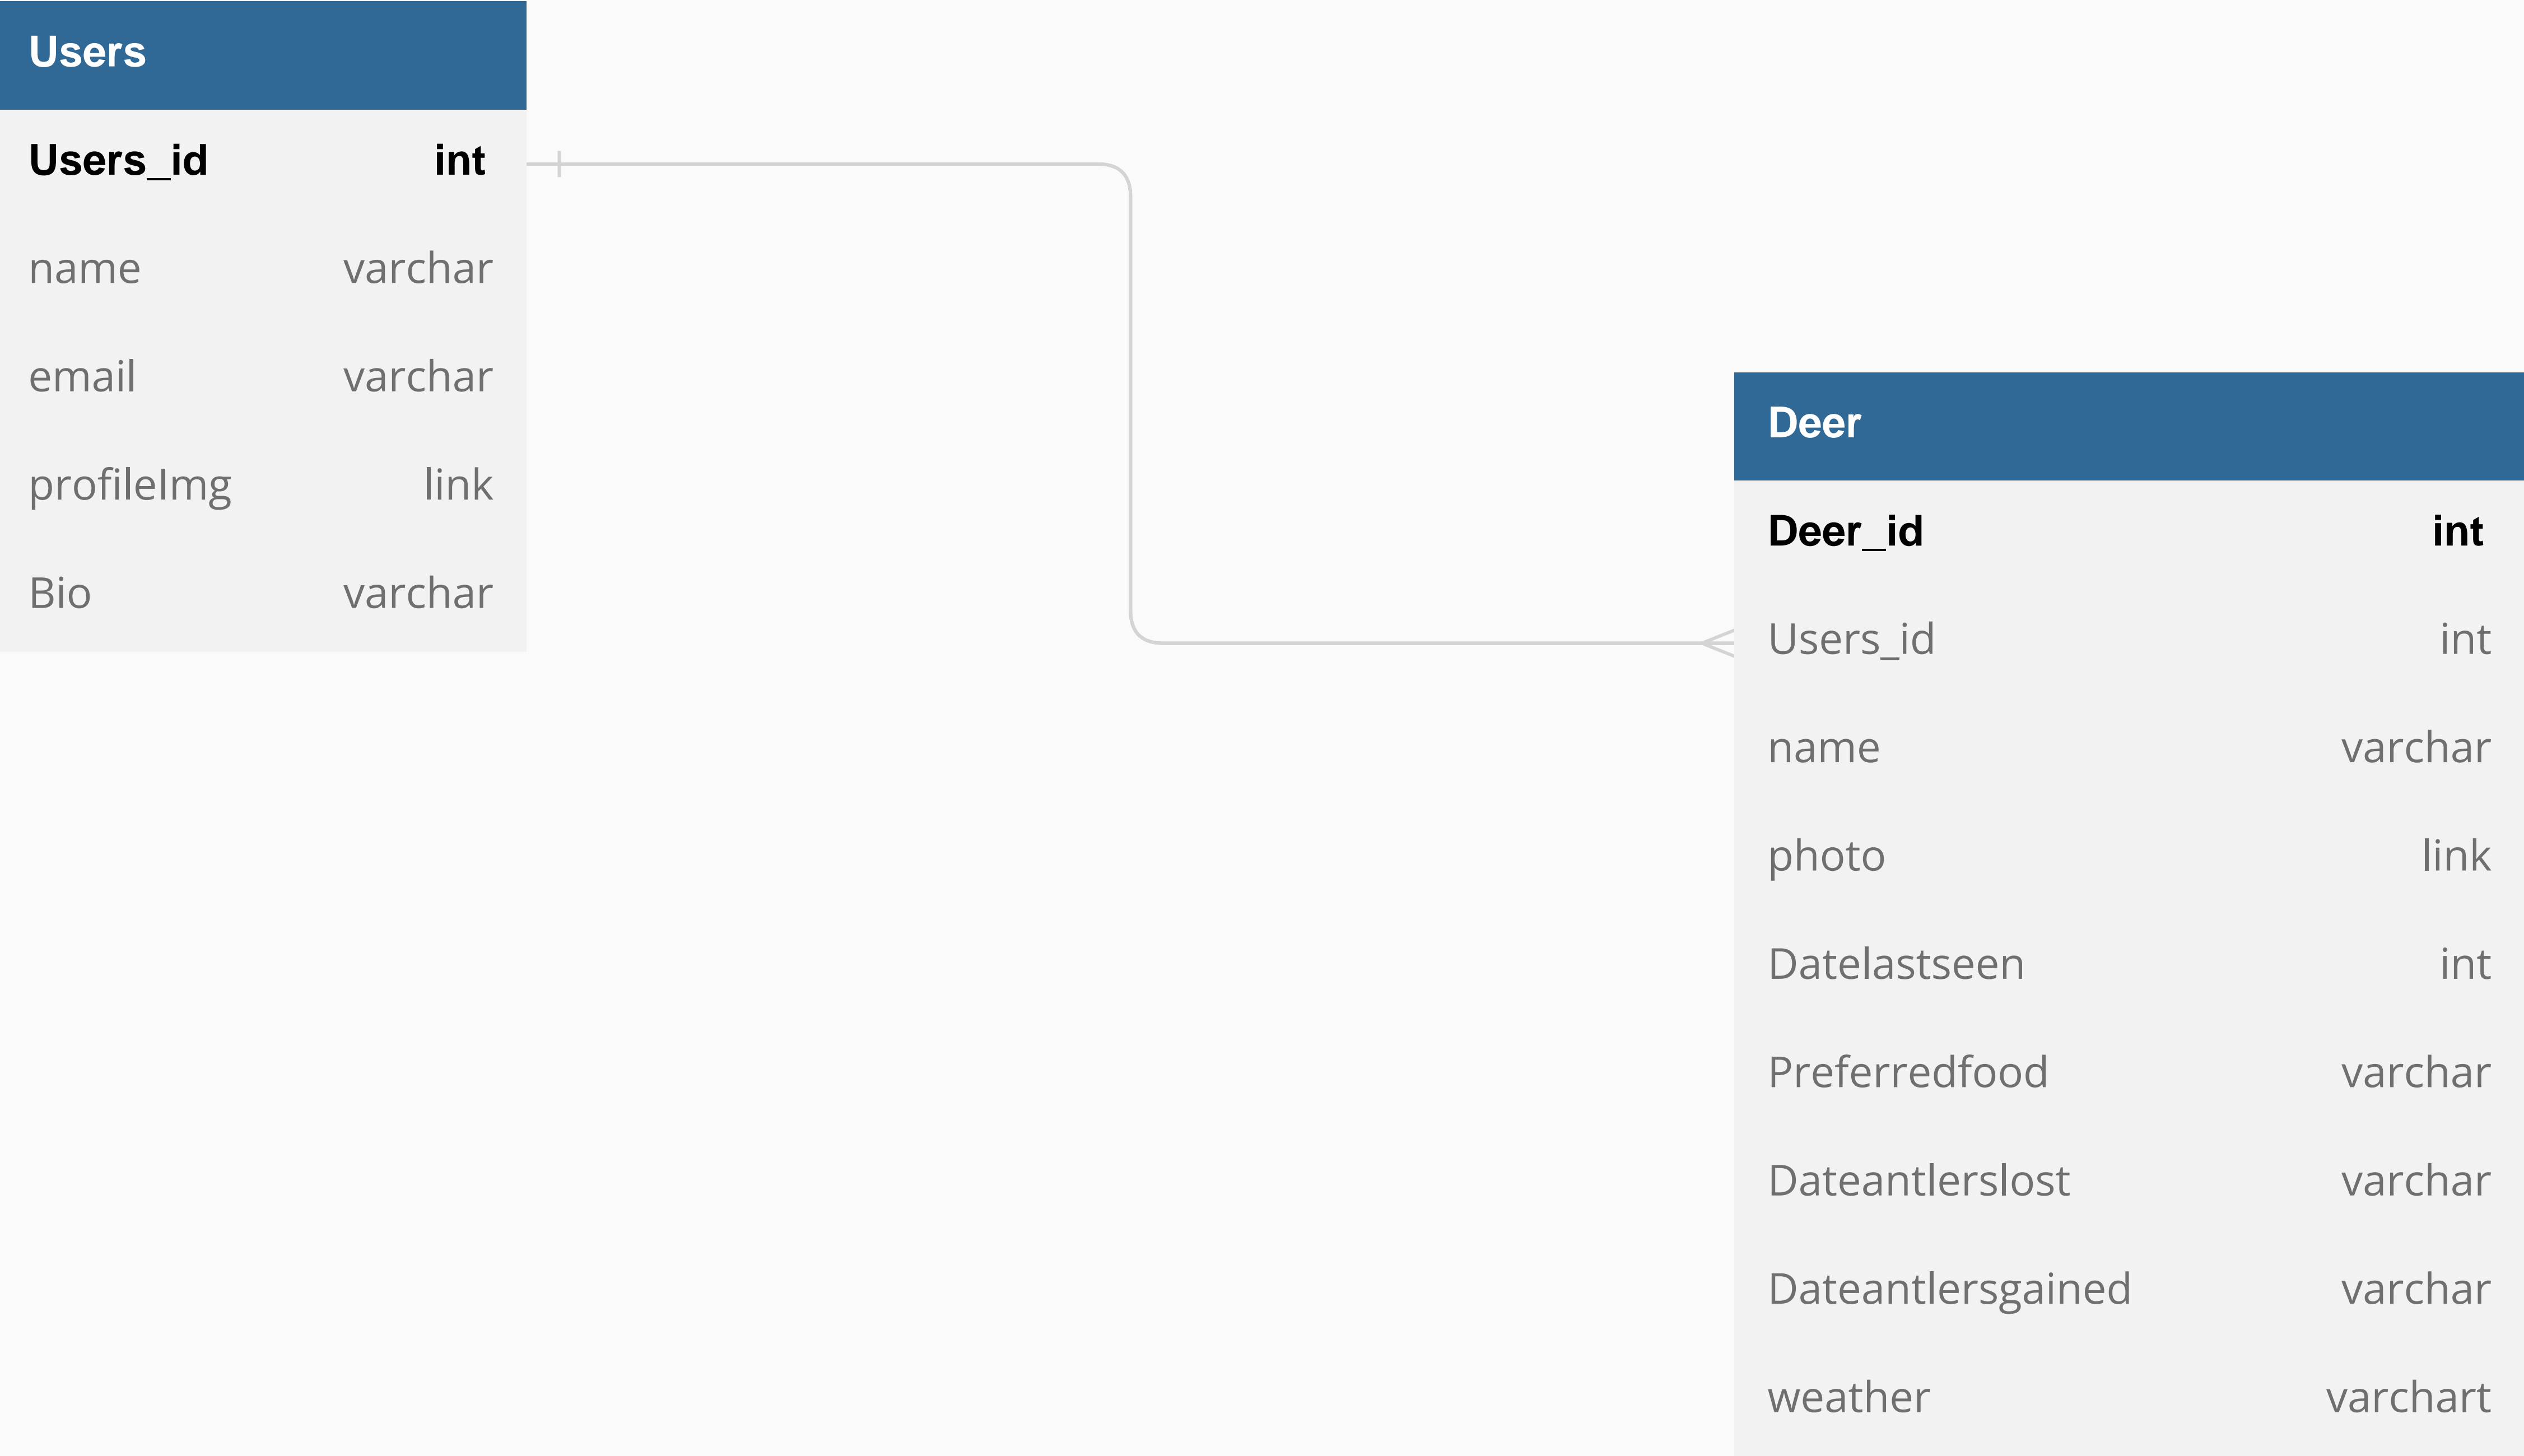 Users
Users_id int
name varchar
email varchar
profileImg link
Bio varchar
Deer
Deer_id int
Users_id int
name varchar
photo link
Datelastseen int
Preferredfood varchar
Dateantlerslost varchar
Dateantlersgained varchar
weather varchart